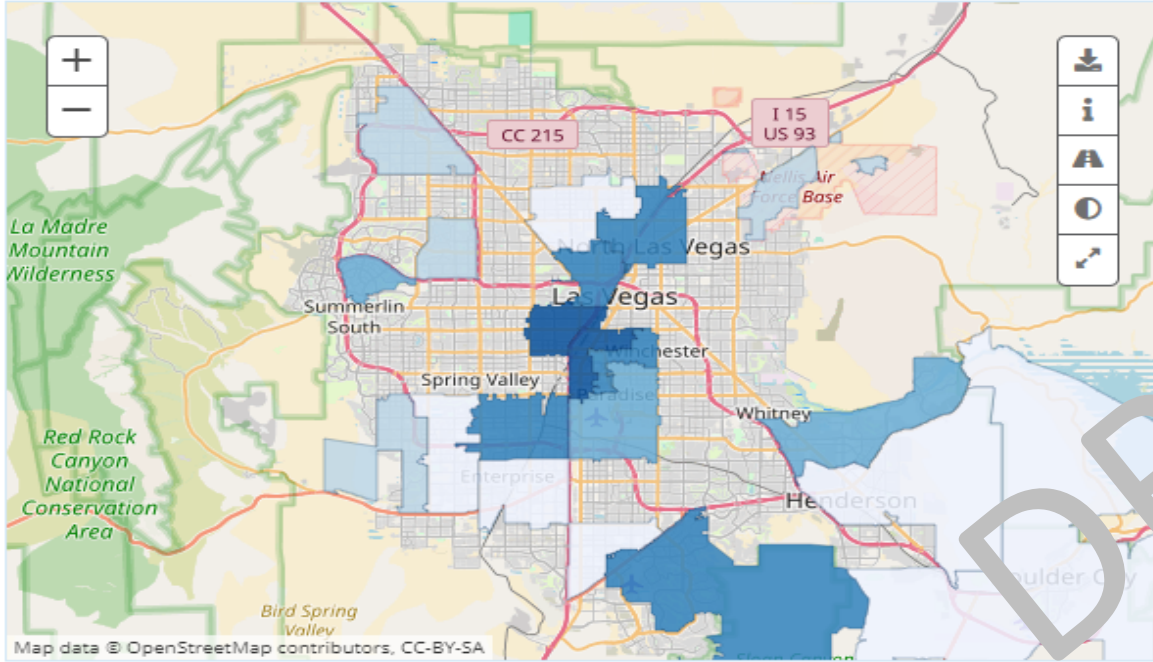 +
−
CC 215
I 15
US 93
Nellis Air
Force Base
La Madre
Mountain
Wilderness
North Las Vegas
Las Vegas
Summerlin
South
Winchester
Spring Valley
Paradise
Whitney
Red Rock
Canyon
National
Conservation
Area
Enterprise
Henderson
Boulder City
Bird Spring
Valley
Sloan Canyon
Map data © OpenStreetMap contributors, CC-BY-SA
D